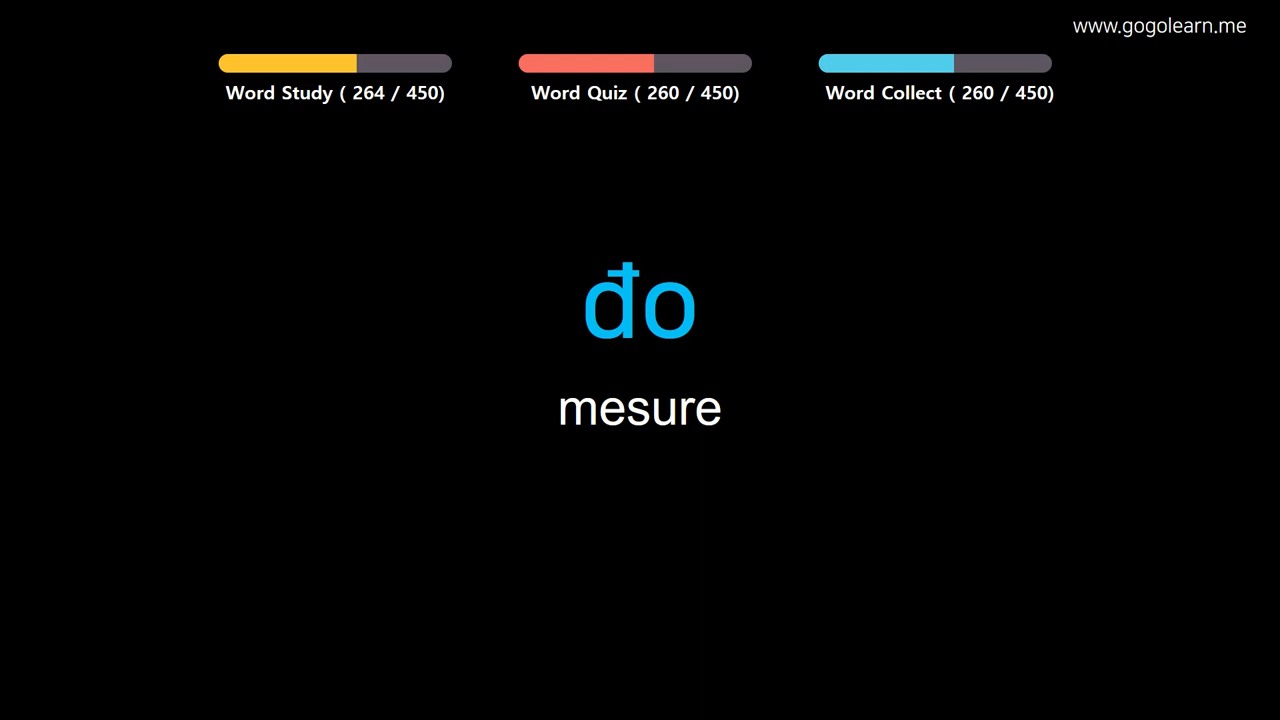 www.gogolearn.me
Word Study ( 264 / 450)
Word Quiz ( 260 / 450)
Word Collect ( 260 / 450)
đo
mesure